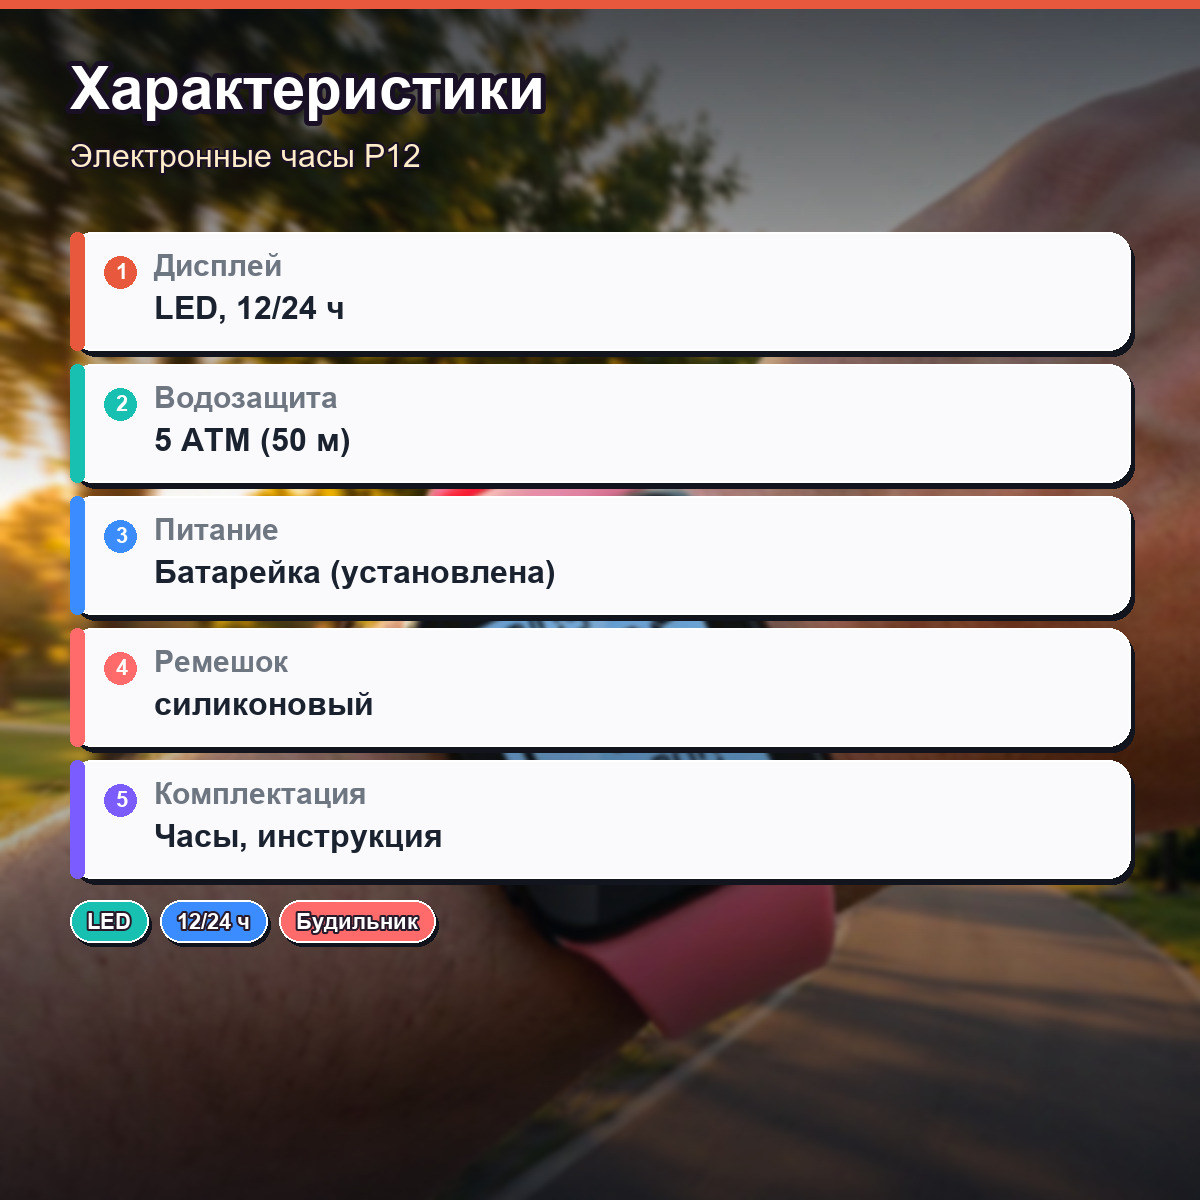 Характеристики
Электронные часы P12
1 Дисплей
LED, 12/24 ч
2 Водозащита
5 ATM (50 м)
3 Питание
Батарейка (установлена)
4 Ремешок
силиконовый
5 Комплектация
Часы, инструкция
LED 12/24 ч Будильник